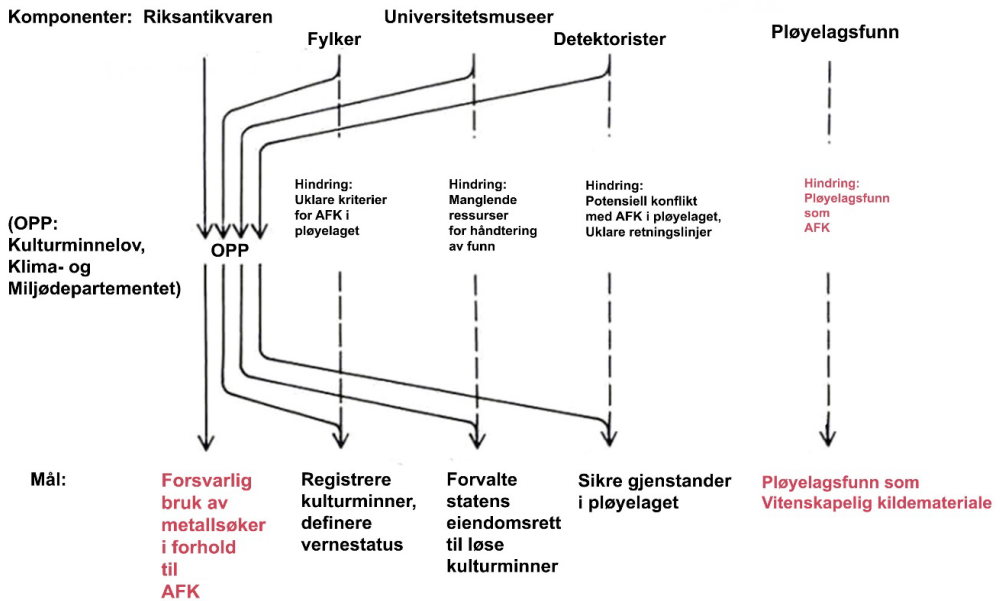 Komponenter: Riksantikvaren
Universitetsmuseer
Fylker
Detektorister
Pløyelagsfunn
Hindring:
Uklare kriterier
for AFK i
pløyelaget
Hindring:
Manglende
ressurser
for håndtering
av funn
Hindring:
Potensiell konflikt
med AFK i pløyelaget,
Uklare retningslinjer
Hindring:
Pløyelagsfunn
som
AFK
(OPP:
Kulturminnelov,
Klima- og
Miljødepartementet)
OPP
Mål:
Forsvarlig
bruk av
metallsøker
i forhold
til
AFK
Registrere
kulturminner,
definere
vernestatus
Forvalte
statens
eiendomsrett
til løse
kulturminner
Sikre gjenstander
i pløyelaget
Pløyelagsfunn som
Vitenskapelig kildemateriale